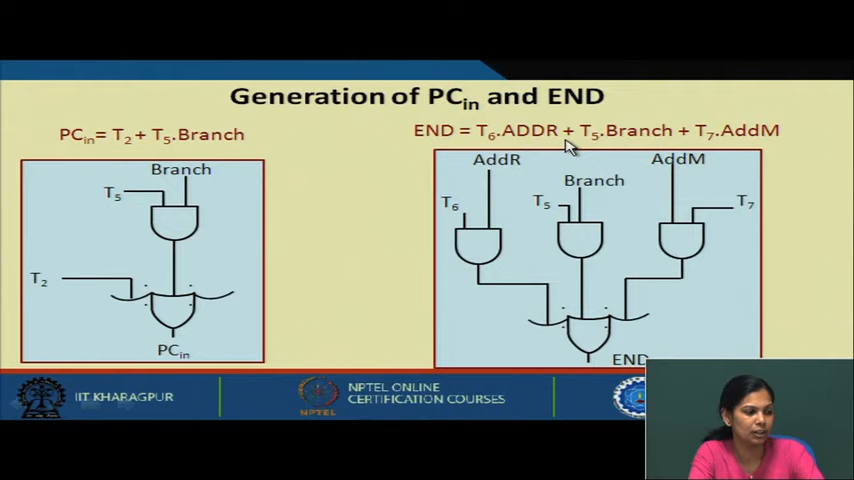 Generation of PCin and END
PCin= T2 + T5.Branch
END = T6.ADDR + T5.Branch + T7.AddM
Branch
T5
T2
PCin
AddR
AddM
Branch
T6
T5
T7
END
IIT KHARAGPUR
NPTEL
NPTEL ONLINE
CERTIFICATION COURSES